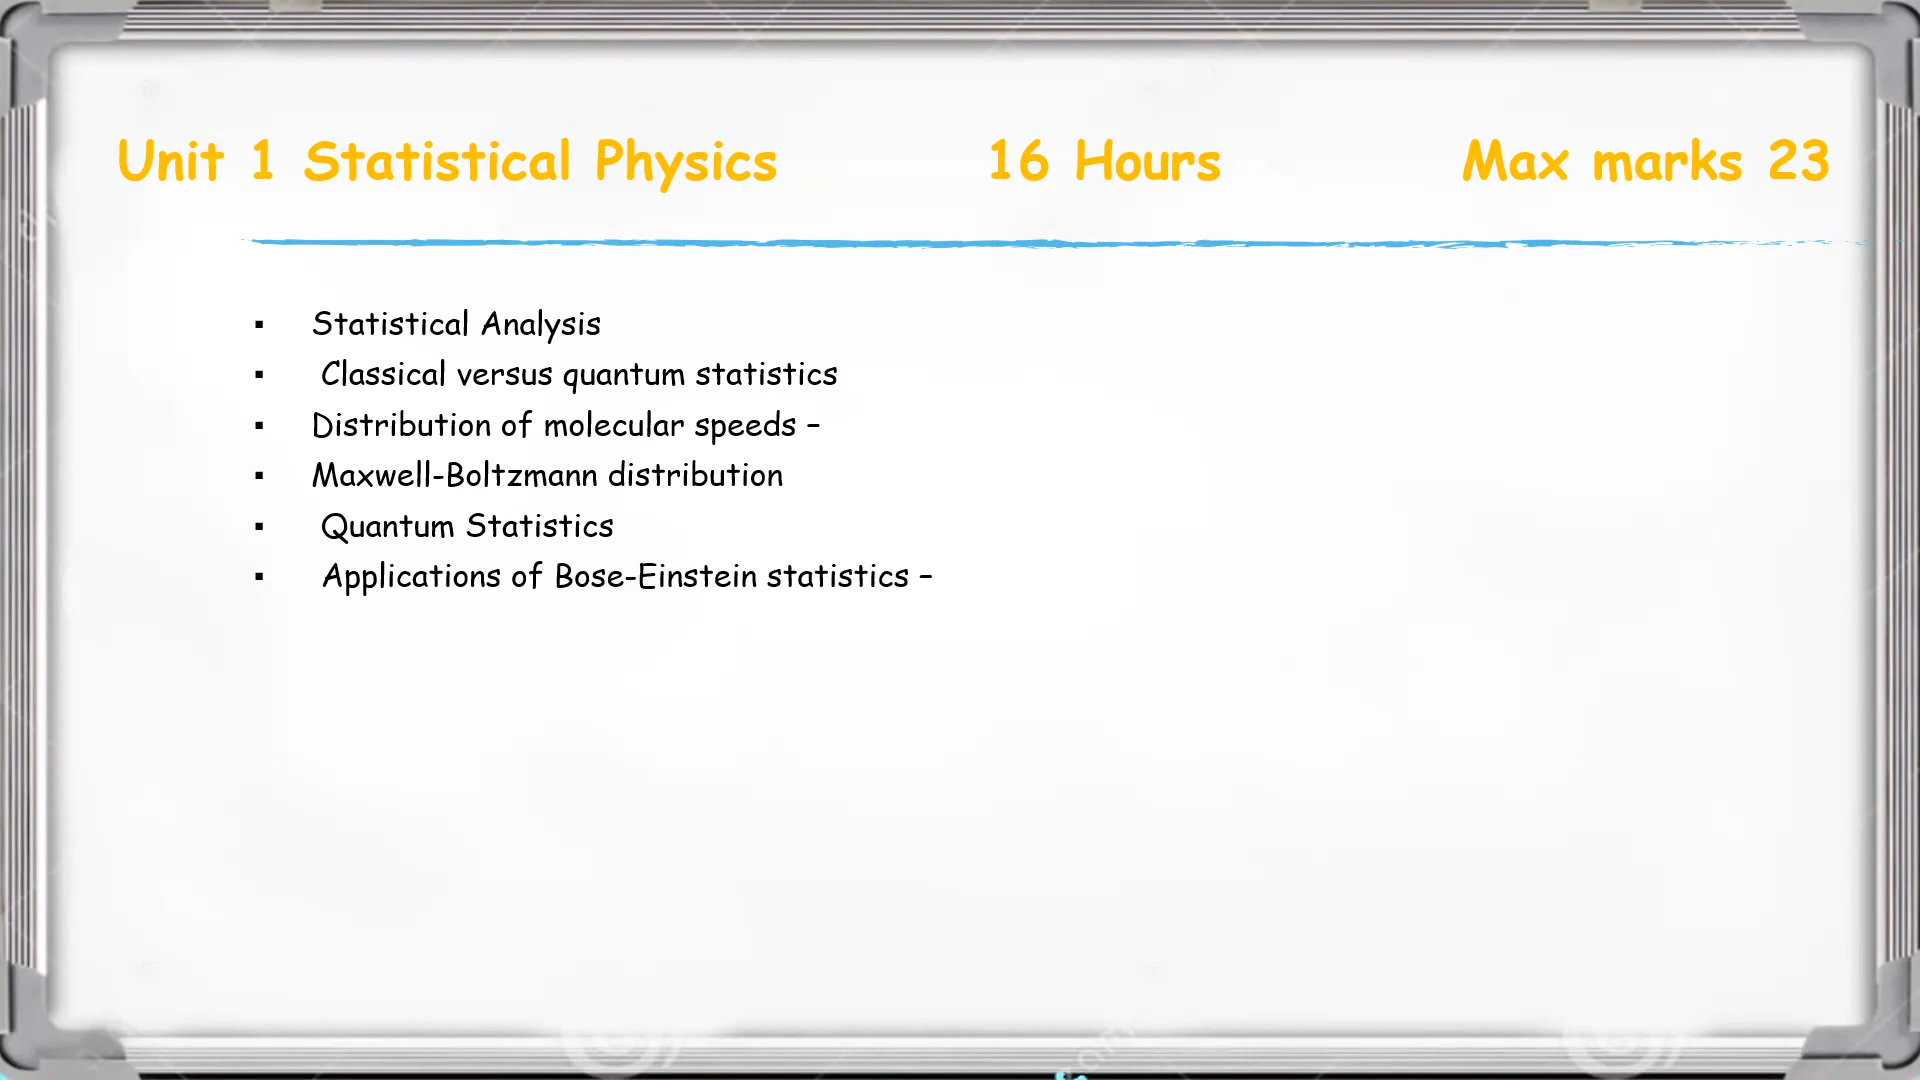 Unit 1 Statistical Physics 16 Hours Max marks 23
▪ Statistical Analysis
▪ Classical versus quantum statistics
▪ Distribution of molecular speeds –
▪ Maxwell-Boltzmann distribution
▪ Quantum Statistics
▪ Applications of Bose-Einstein statistics –